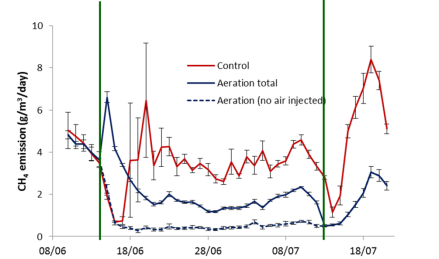 CH₄ emission (g/m³/day)
10
8
6
4
2
0
Control
Aeration total
Aeration (no air injected)
08/06 18/06 28/06 08/07 18/07